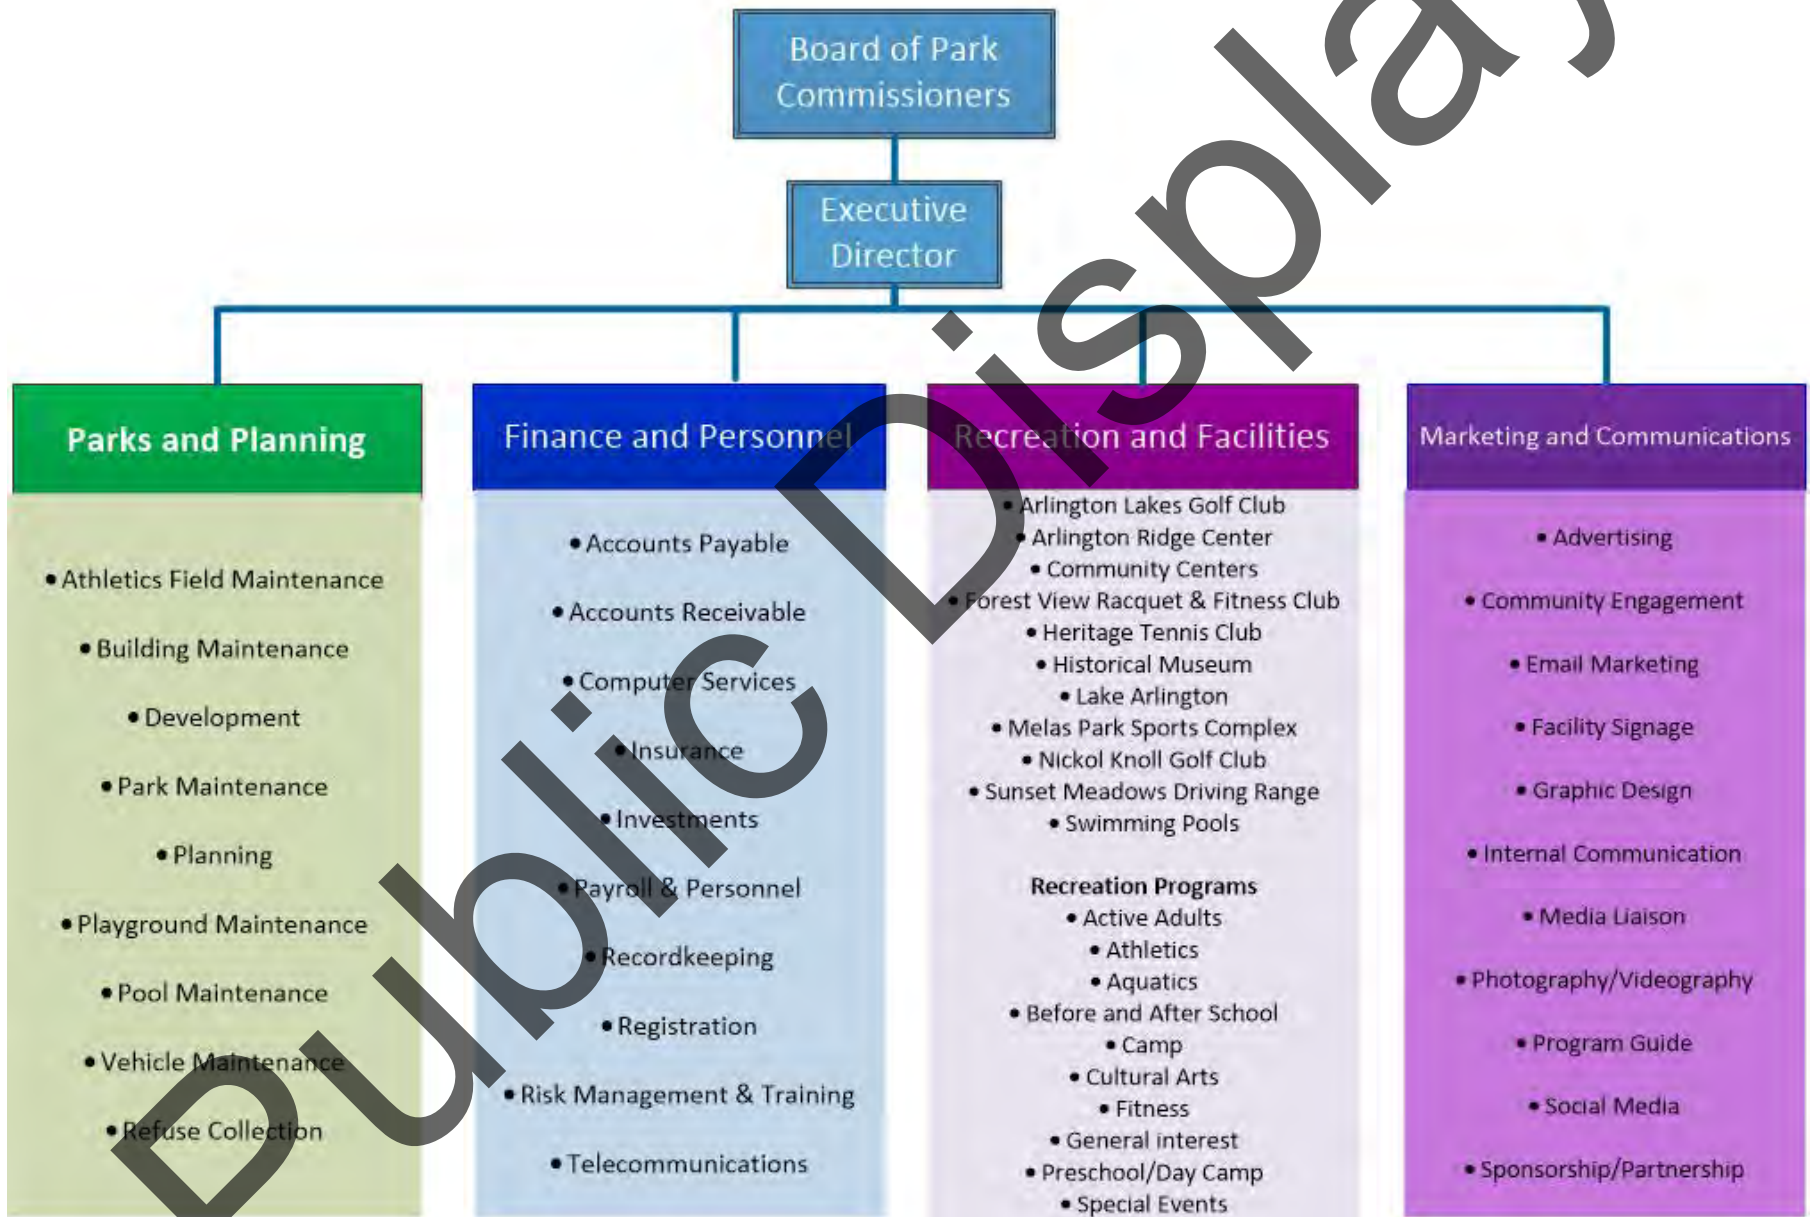 Board of Park
Commissioners
Executive
Director
Parks and Planning
• Athletics Field Maintenance
• Building Maintenance
• Development
• Park Maintenance
• Planning
• Playground Maintenance
• Pool Maintenance
• Vehicle Maintenance
• Refuse Collection
Finance and Personnel
• Accounts Payable
• Accounts Receivable
• Computer Services
• Insurance
• Investments
• Payroll & Personnel
• Recordkeeping
• Registration
• Risk Management & Training
• Telecommunications
Recreation and Facilities
• Arlington Lakes Golf Club
• Arlington Ridge Center
• Community Centers
• Forest View Racquet & Fitness Club
• Heritage Tennis Club
• Historical Museum
• Lake Arlington
• Melas Park Sports Complex
• Nickol Knoll Golf Club
• Sunset Meadows Driving Range
• Swimming Pools
Recreation Programs
• Active Adults
• Athletics
• Aquatics
• Before and After School
• Camp
• Cultural Arts
• Fitness
• General interest
• Preschool/Day Camp
• Special Events
Marketing and Communications
• Advertising
• Community Engagement
• Email Marketing
• Facility Signage
• Graphic Design
• Internal Communication
• Media Liaison
• Photography/Videography
• Program Guide
• Social Media
• Sponsorship/Partnership
Public Display